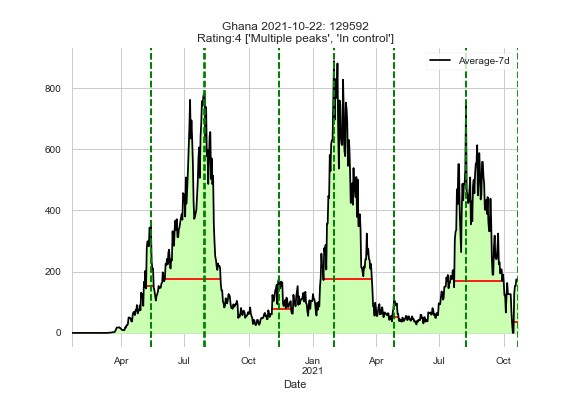 Ghana 2021-10-22: 129592
Rating:4 ['Multiple peaks', 'In control']
Average-7d
800
600
400
200
0
Apr Jul Oct Jan Apr Jul Oct
2021
Date